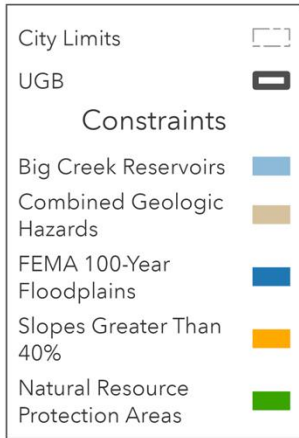 City Limits
UGB
Constraints
Big Creek Reservoirs
Combined Geologic
Hazards
FEMA 100-Year
Floodplains
Slopes Greater Than
40%
Natural Resource
Protection Areas